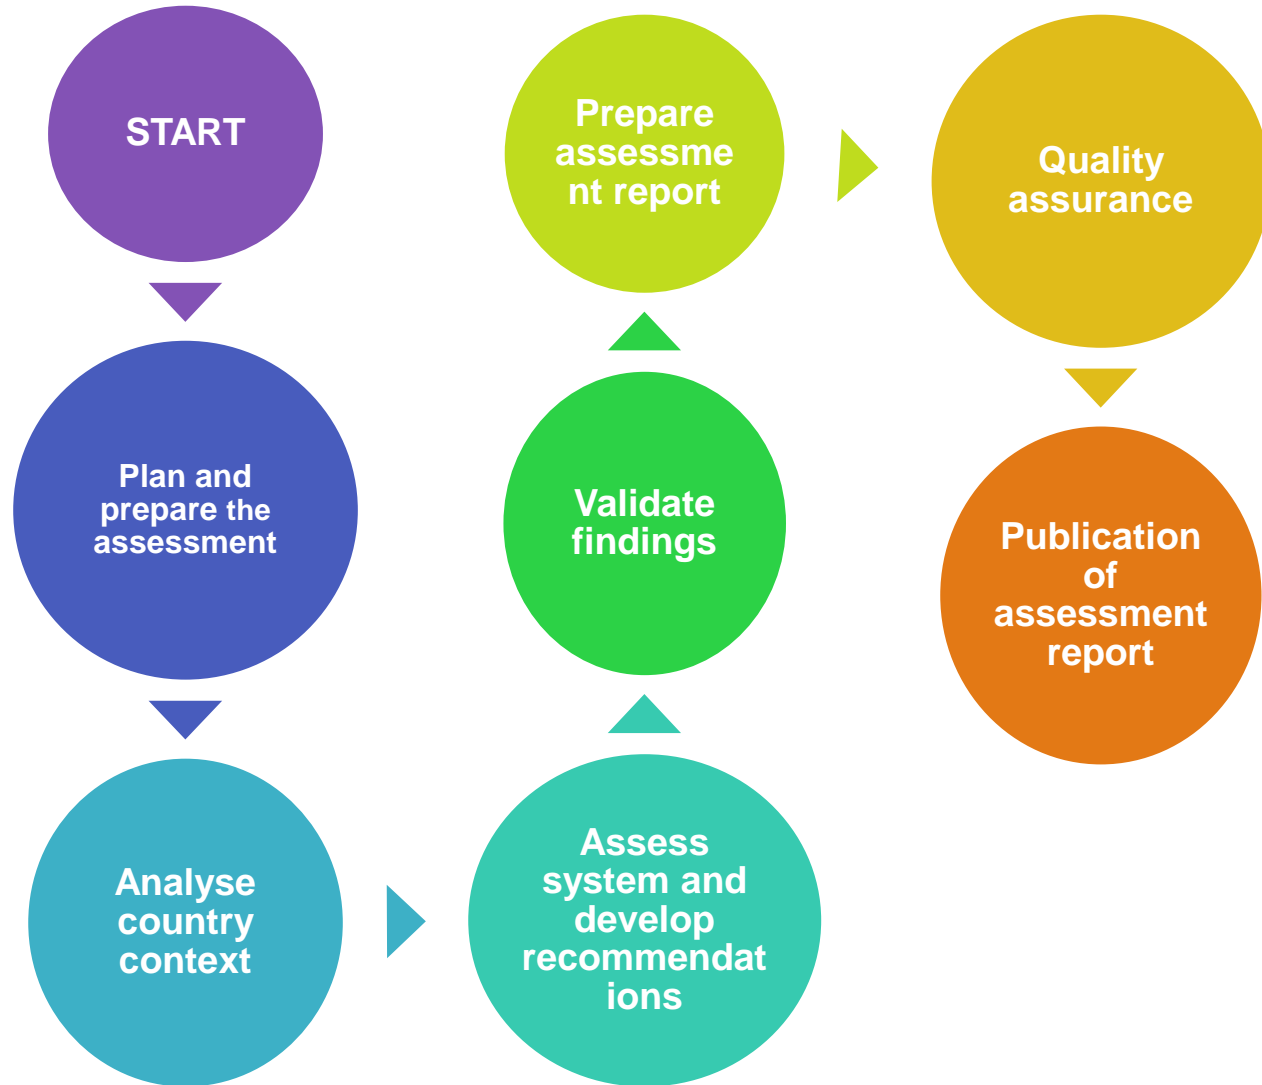 START
Plan and
prepare the
assessment
Analyse
country
context
Assess
system and
develop
recommendat
ions
Validate
findings
Prepare
assessme
nt report
Quality
assurance
Publication
of
assessment
report